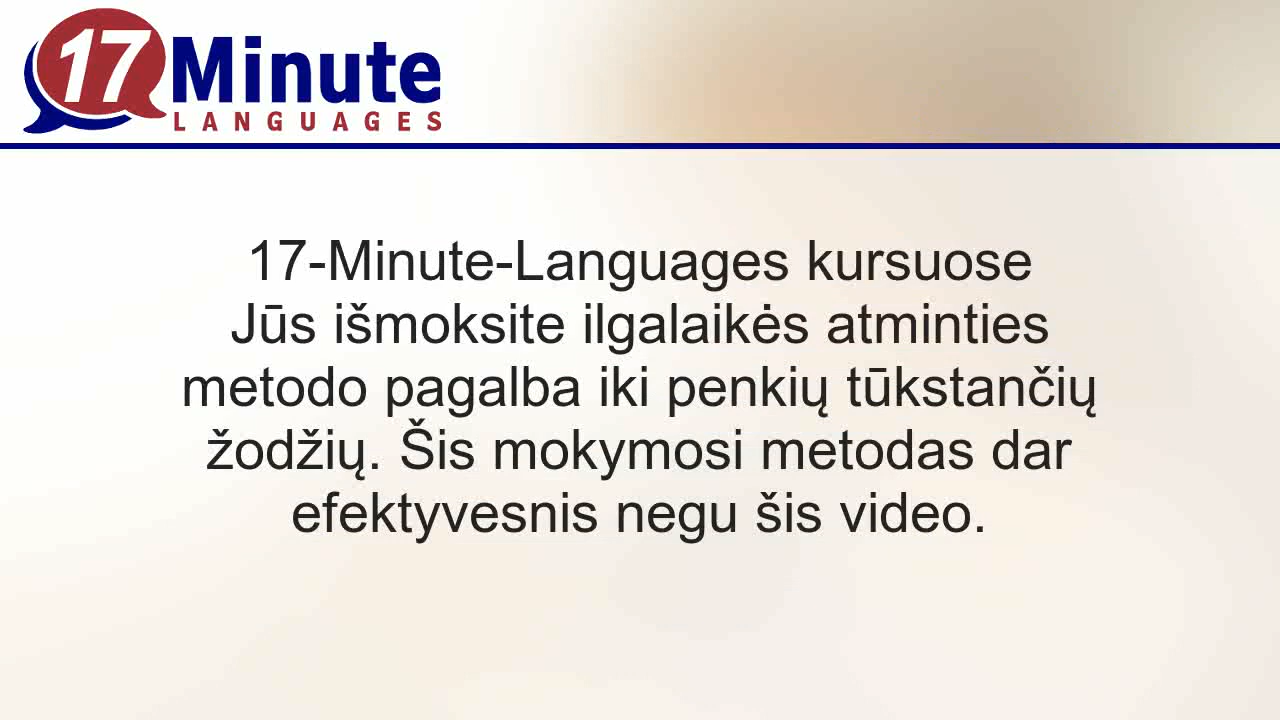 17 Minute
LANGUAGES
17-Minute-Languages kursuose
Jūs išmoksite ilgalaikės atminties
metodo pagalba iki penkių tūkstančių
žodžių. Šis mokymosi metodas dar
efektyvesnis negu šis video.